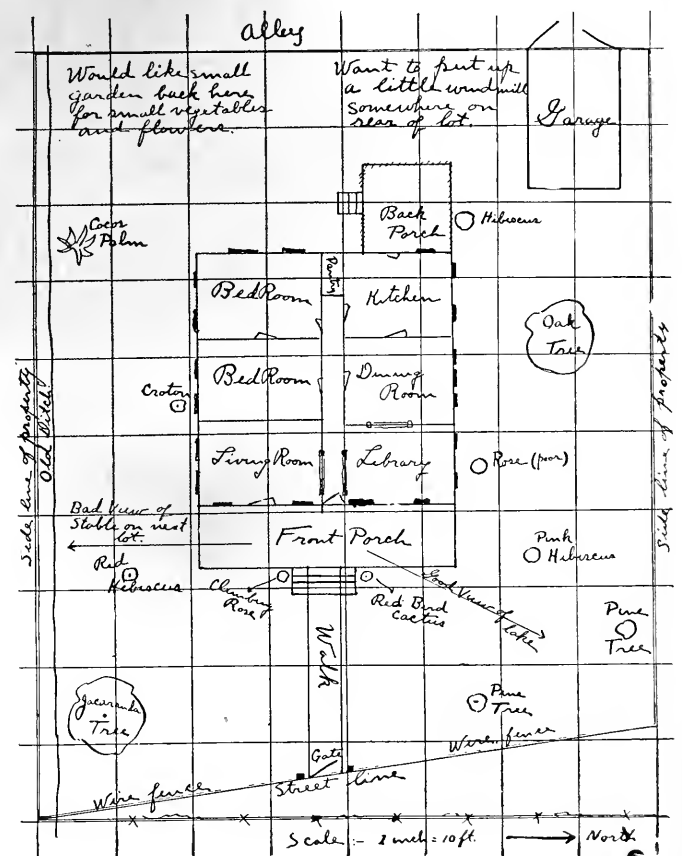 Alley
Would like small
garden back here
for small vegetables
and flowers.
Want to put up
a little windmill
somewhere on
rear of lot.
Garage
Back
Porch
Hibiscus
Cocos
Palm
Pantry
Bed Room
Kitchen
Oak
Tree
Bed Room
Dining
Room
Croton
Side line of property
Old Ditch
Side line of property
Living Room
Library
Rose (poor)
Bad View of
Stable on next
lot.
Front Porch
Pink
Hibiscus
Red
Hibiscus
Climbing
Rose
Red Bird
Cactus
Good View of
lake
Pine
Tree
Walk
Jacaranda
Tree
Pine
Tree
Gate
Wire fence
Wire fence
Street line
Scale :- 1 inch = 10 ft.
North